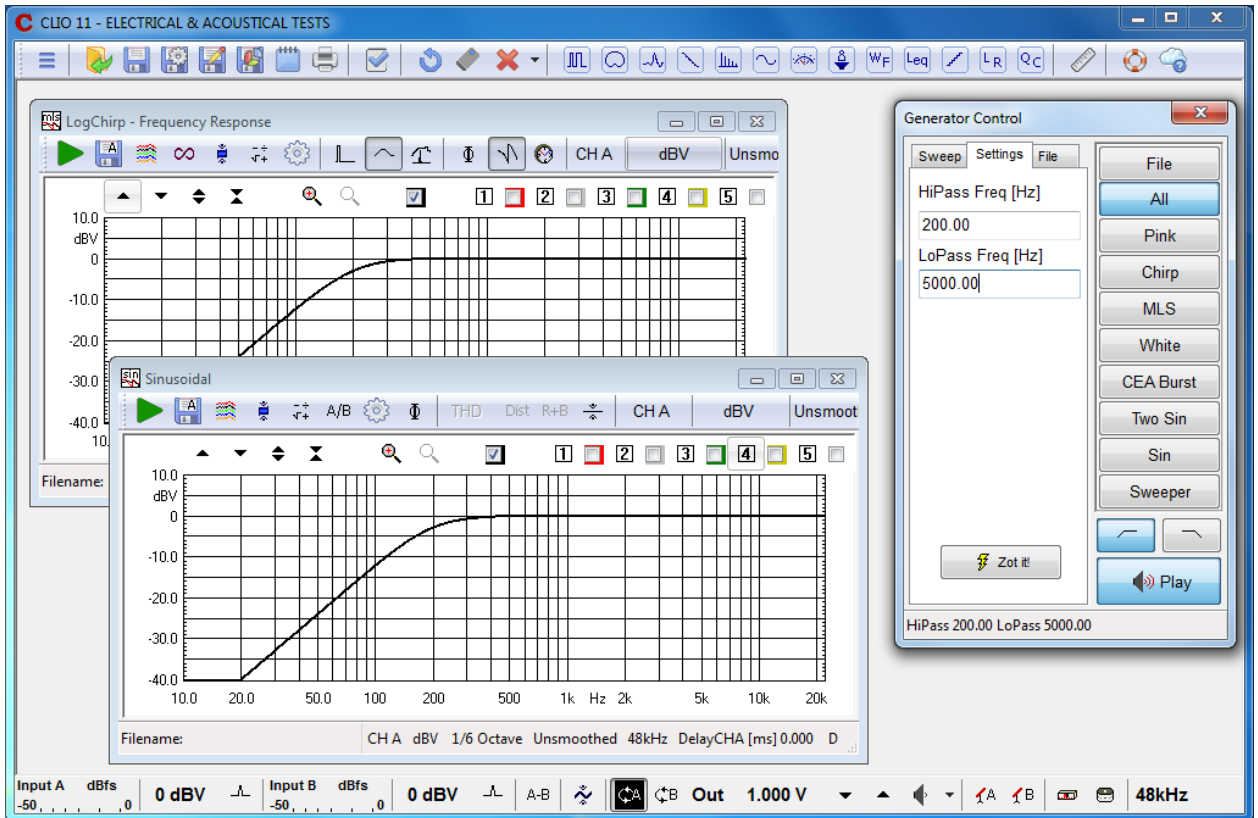 CLIO 11 - ELECTRICAL & ACOUSTICAL TESTS
WF Leq LR QC
LogChirp - Frequency Response
CH A dBV Unsmo
1 2 3 4 5
10.0
dBV
0
-10.0
-20.0
-30.0
-40.0
10.
Filename:
Sinusoidal
A/B Φ THD Dist R+B CH A dBV Unsmoot
1 2 3 4 5
10.0
dBV
0
-10.0
-20.0
-30.0
-40.0
10.0 20.0 50.0 100 200 500 1k Hz 2k 5k 10k 20k
Filename: CH A dBV 1/6 Octave Unsmoothed 48kHz DelayCHA [ms] 0.000 D
Generator Control
Sweep Settings File
HiPass Freq [Hz]
200.00
LoPass Freq [Hz]
5000.00
Zot it!
File
All
Pink
Chirp
MLS
White
CEA Burst
Two Sin
Sin
Sweeper
Play
HiPass 200.00 LoPass 5000.00
Input A dBfs
-50 0
0 dBV
Input B dBfs
-50 0
0 dBV A-B A B Out 1.000 V A B 48kHz